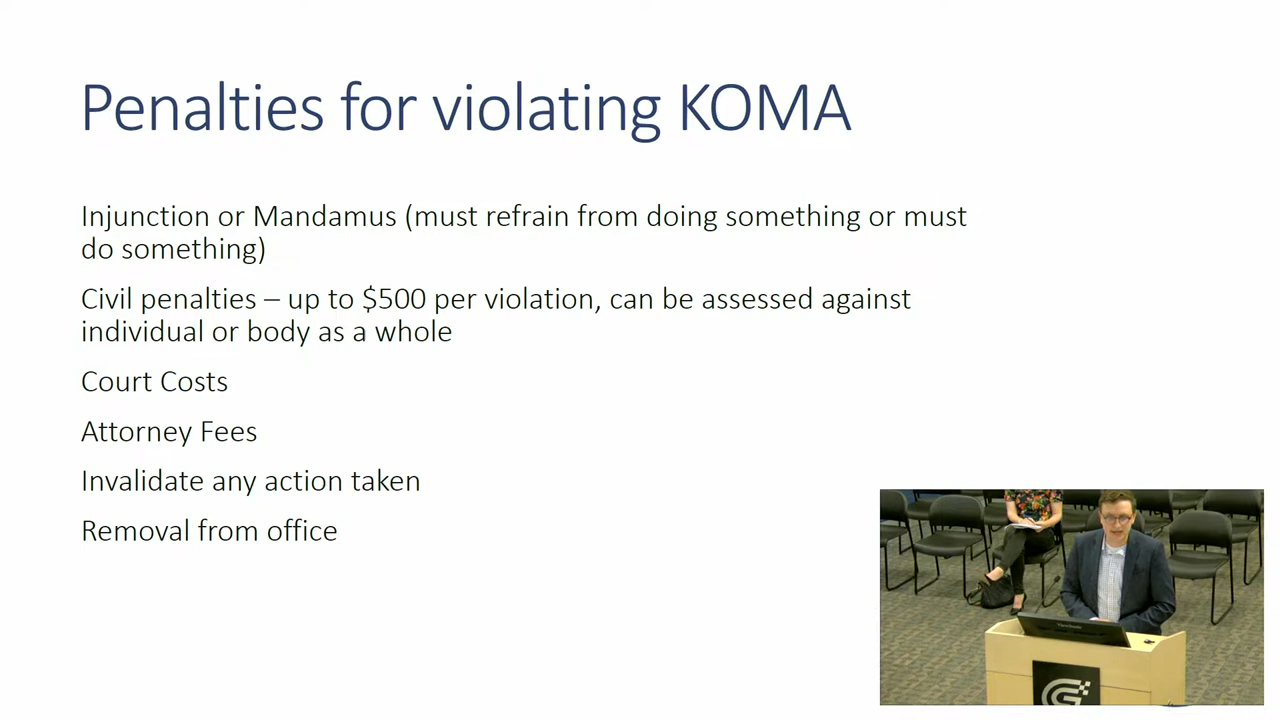 Penalties for violating KOMA
Injunction or Mandamus (must refrain from doing something or must
do something)
Civil penalties – up to $500 per violation, can be assessed against
individual or body as a whole
Court Costs
Attorney Fees
Invalidate any action taken
Removal from office
ViewSonic